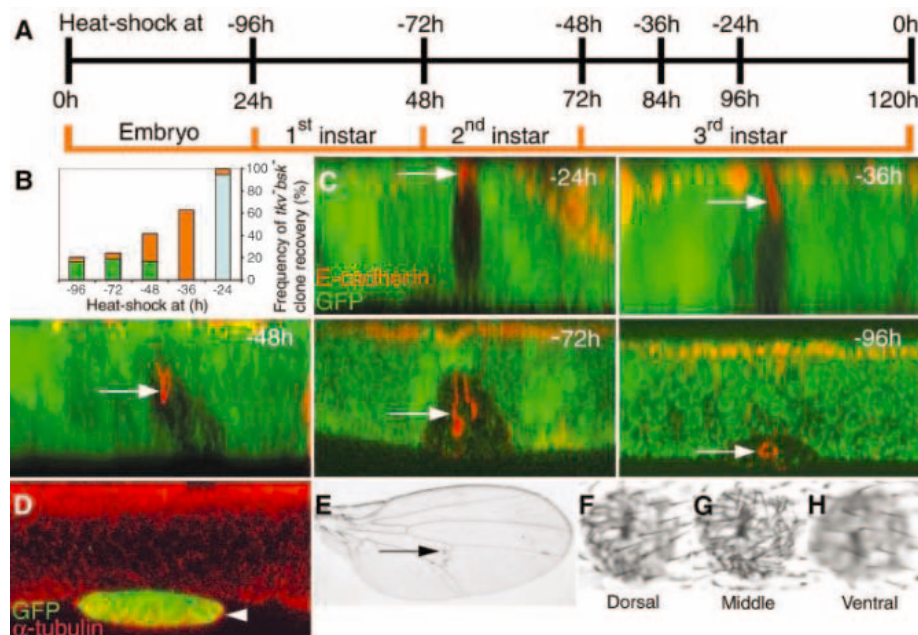 A Heat-shock at -96h -72h -48h -36h -24h 0h
0h 24h 48h 72h 84h 96h 120h
Embryo 1st instar 2nd instar 3rd instar
B
100
80
60
40
20
0
Frequency of tkv-bsk-
clone recovery (%)
-96 -72 -48 -36 -24
Heat-shock at (h)
C -24h
E-cadherin
GFP
-36h
-48h
-72h
-96h
D
GFP
α-tubulin
E
F G H
Dorsal Middle Ventral